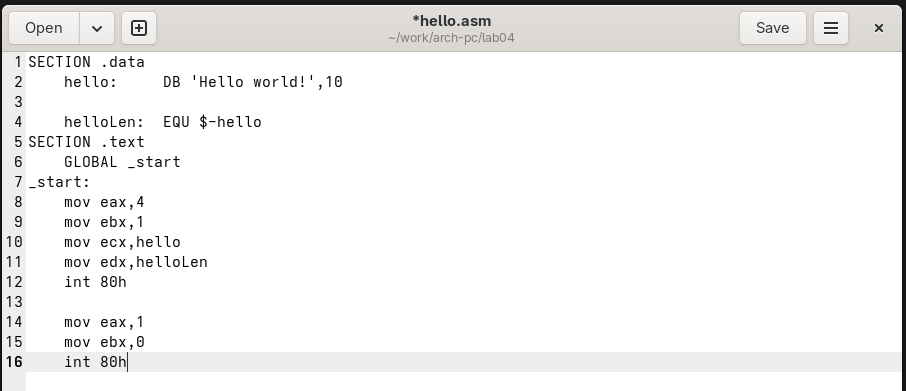 Open
*hello.asm
~/work/arch-pc/lab04
Save
1 SECTION .data
2     hello:     DB 'Hello world!',10
3
4     helloLen:  EQU $-hello
5 SECTION .text
6     GLOBAL _start
7 _start:
8     mov eax,4
9     mov ebx,1
10     mov ecx,hello
11     mov edx,helloLen
12     int 80h
13
14     mov eax,1
15     mov ebx,0
16     int 80h